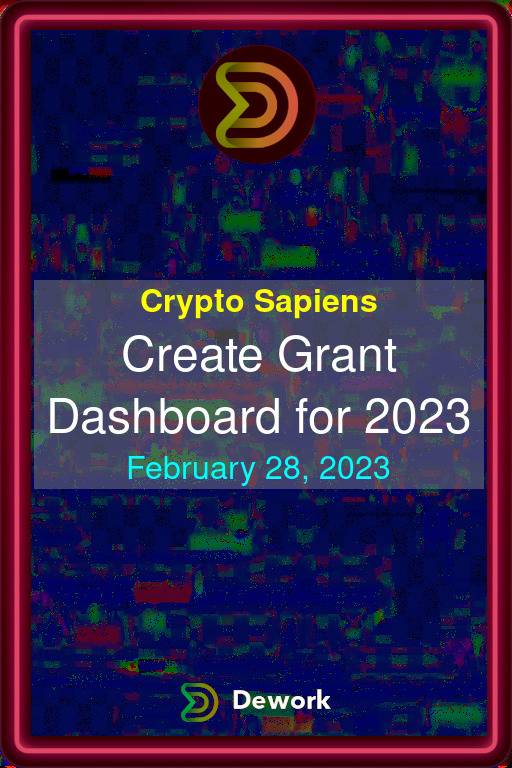 Crypto Sapiens
Create Grant
Dashboard for 2023
February 28, 2023
Dework